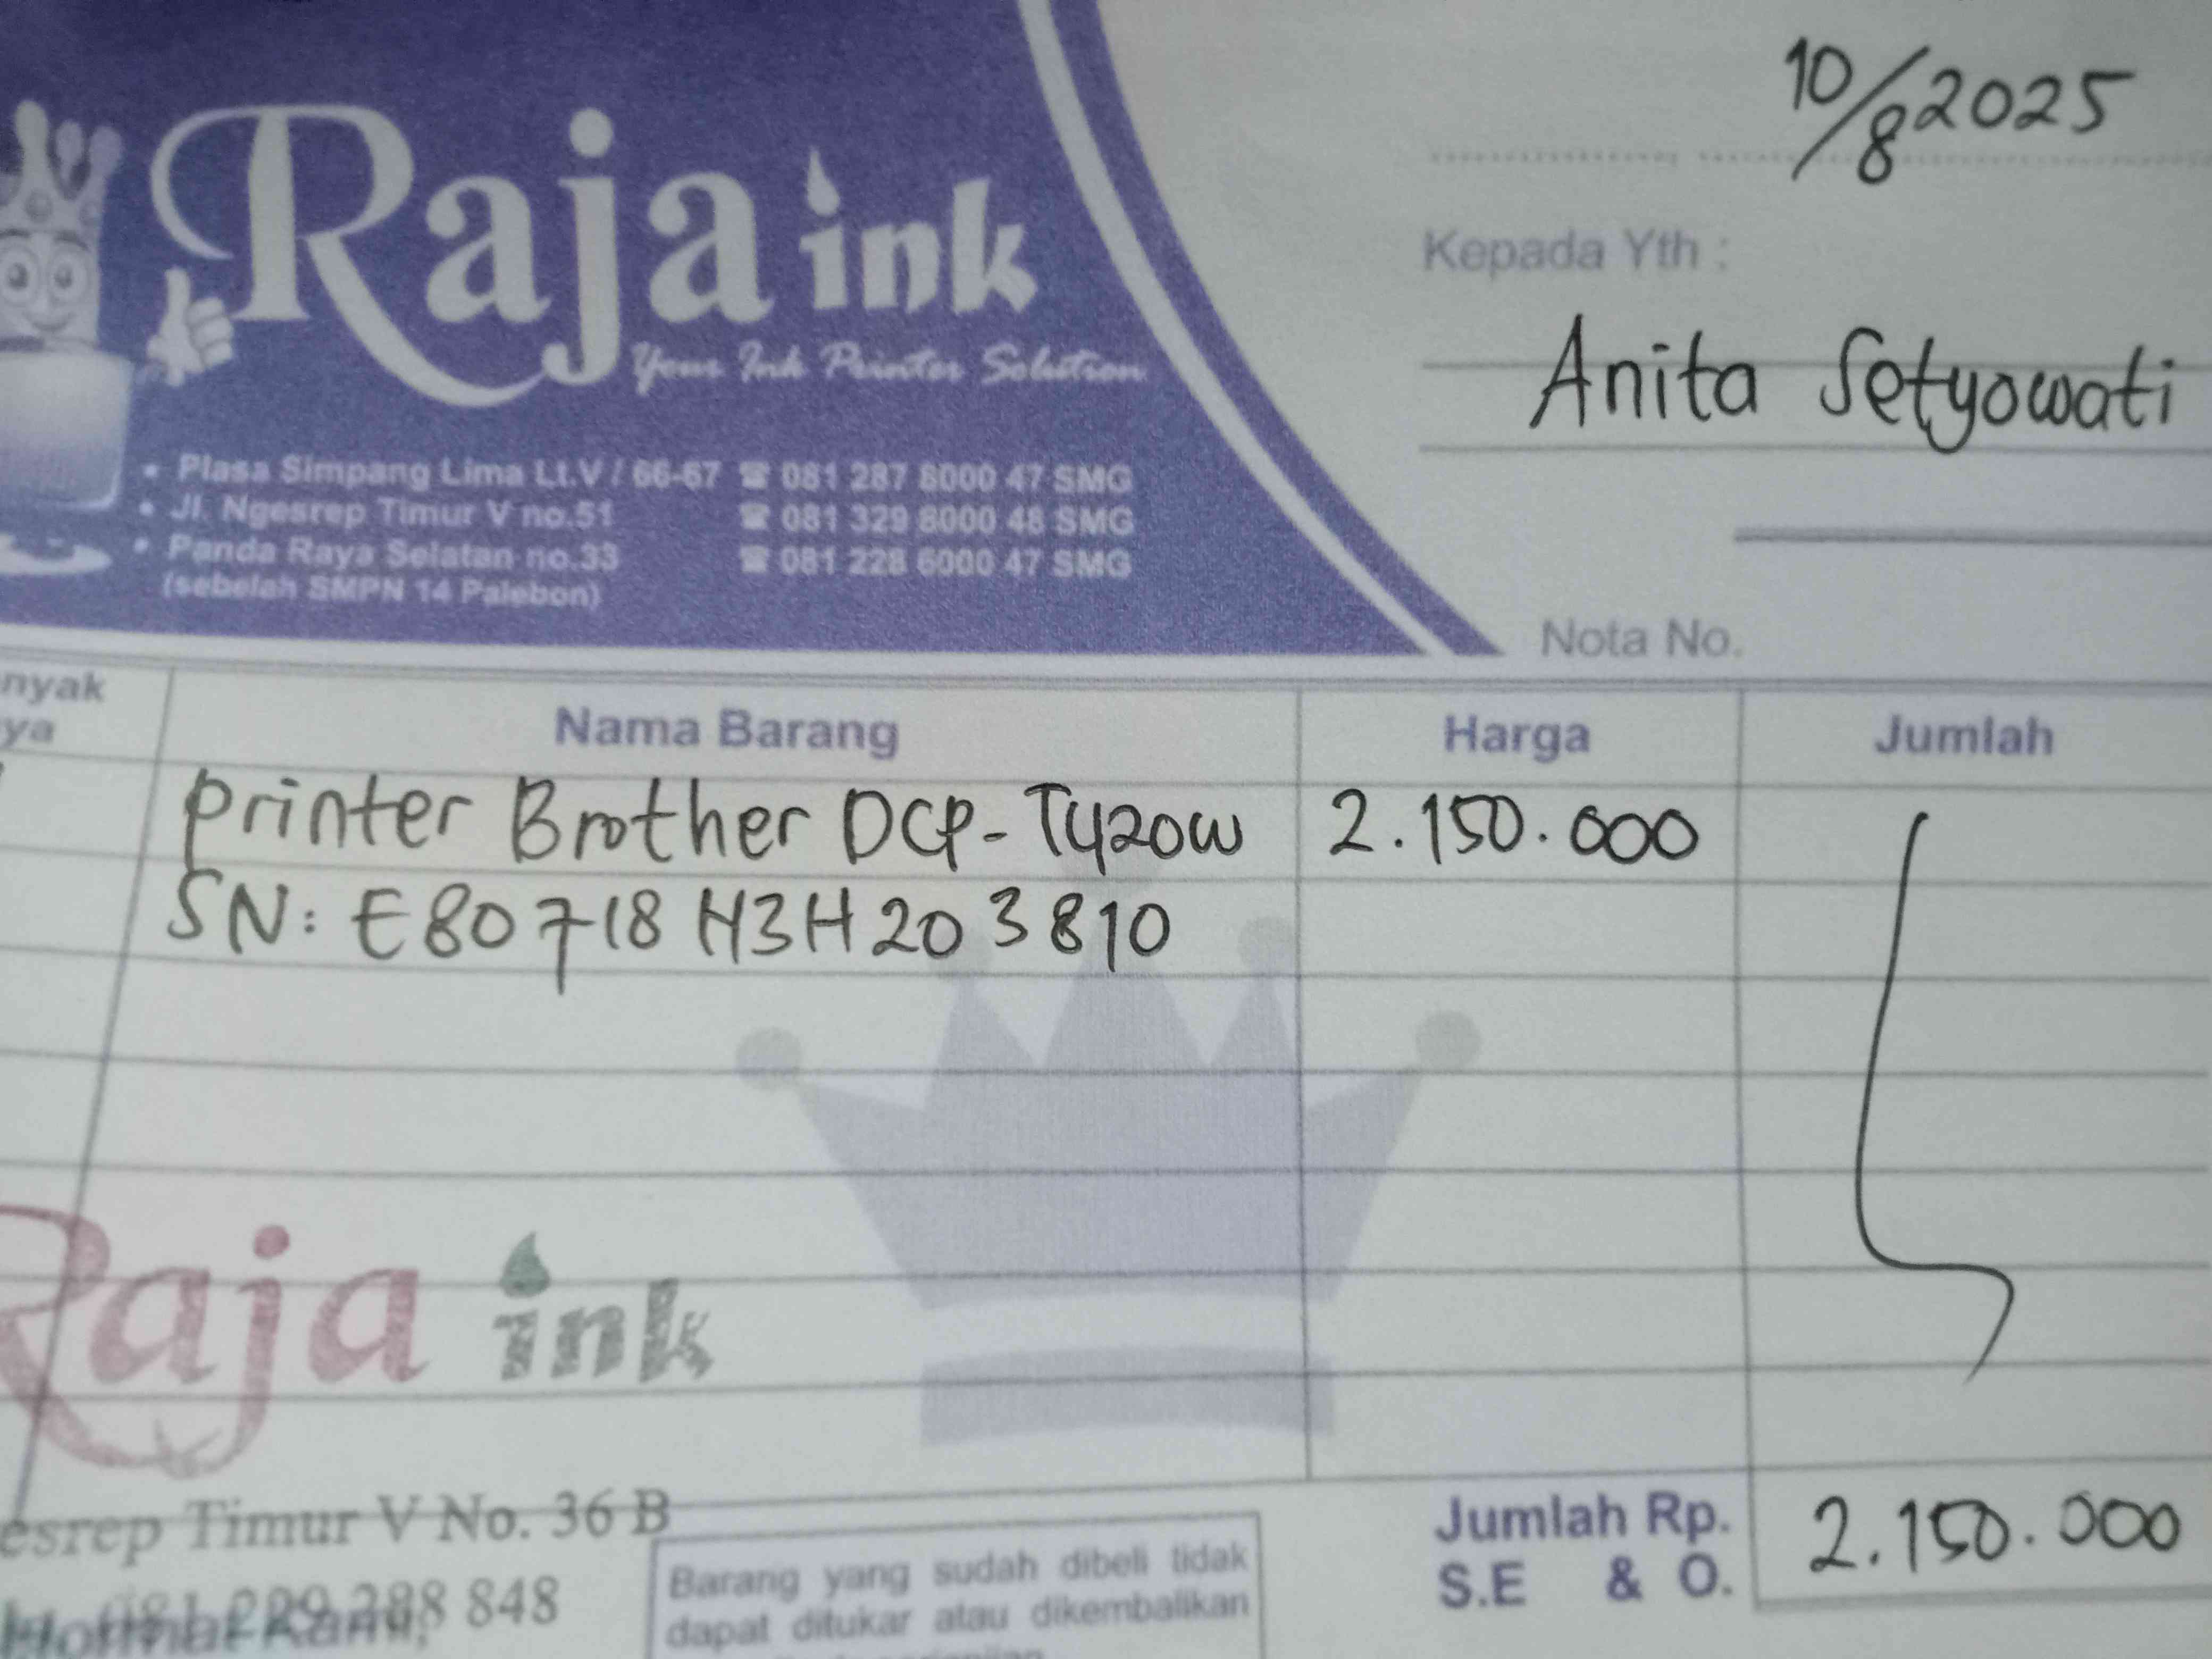 Raja ink
Your Ink Printer Solution
• Plasa Simpang Lima Lt.V / 66-67 ☎ 081 287 8000 47 SMG
• Jl. Ngesrep Timur V no.51 ☎ 081 329 8000 48 SMG
• Panda Raya Selatan no.33 ☎ 081 228 6000 47 SMG
(sebelah SMPN 14 Palebon)
10/8 2025
Kepada Yth :
Anita Setyowati
Nota No.
nyak
ya
Nama Barang
Harga
Jumlah
Printer Brother DCP-T420W 2.150.000
SN: E80718H3H203810
Raja ink
esrep Timur V No. 36 B
848
Hormat Kami,
Barang yang sudah dibeli tidak
dapat ditukar atau dikembalikan
Jumlah Rp. 2.150.000
S.E & O.